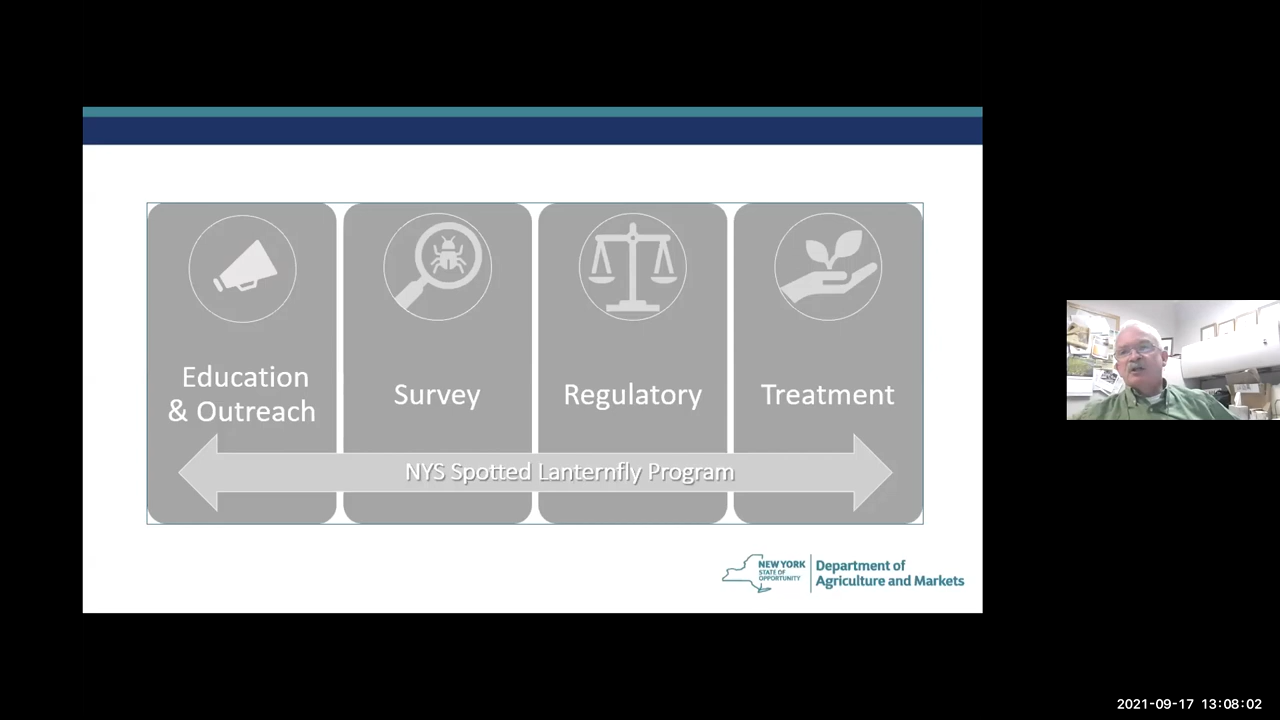 Education
& Outreach
Survey
Regulatory
Treatment
NYS Spotted Lanternfly Program
NEW YORK
STATE OF
OPPORTUNITY
Department of
Agriculture and Markets
2021-09-17 13:08:02